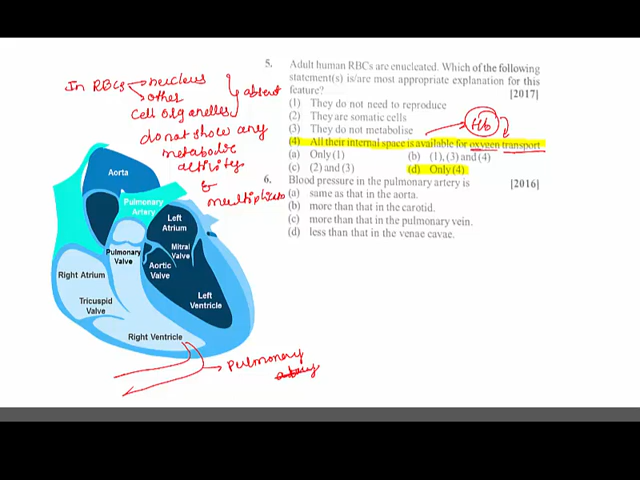 5. Adult human RBCs are enucleated. Which of the following
statement(s) is/are most appropriate explanation for this
feature? [2017]
(1) They do not need to reproduce
(2) They are somatic cells
(3) They do not metabolise
(4) All their internal space is available for oxygen transport
(a) Only (1) (b) (1), (3) and (4)
(c) (2) and (3) (d) Only (4)
6. Blood pressure in the pulmonary artery is [2016]
(a) same as that in the aorta.
(b) more than that in the carotid.
(c) more than that in the pulmonary vein.
(d) less than that in the venae cavae.
Hb
In RBCs nucleus
other
cell organelles
absent
do not show any
metabolic
activity
&
multiplies
Aorta
Pulmonary
Artery
Left
Atrium
Mitral
Valve
Pulmonary
Valve
Aortic
Valve
Right Atrium
Left
Ventricle
Tricuspid
Valve
Right Ventricle
Pulmonary